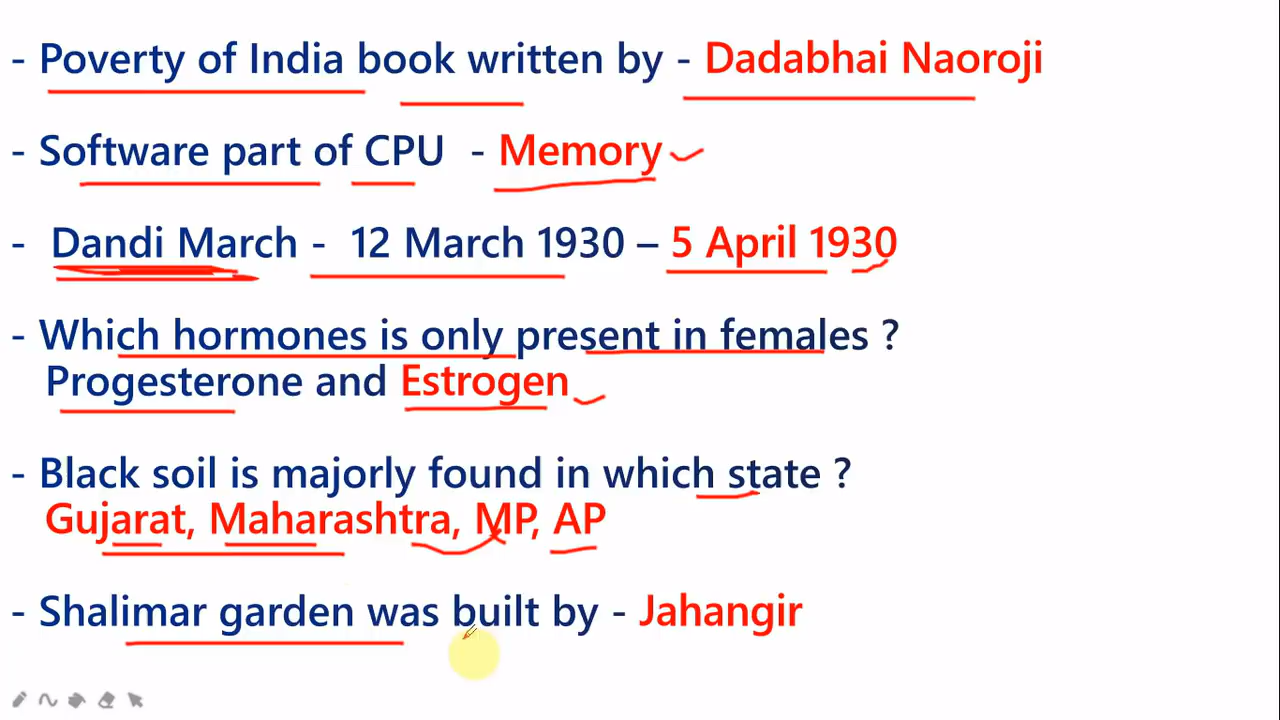 - Poverty of India book written by - Dadabhai Naoroji
- Software part of CPU - Memory
- Dandi March - 12 March 1930 – 5 April 1930
- Which hormones is only present in females ?
Progesterone and Estrogen
- Black soil is majorly found in which state ?
Gujarat, Maharashtra, MP, AP
- Shalimar garden was built by - Jahangir